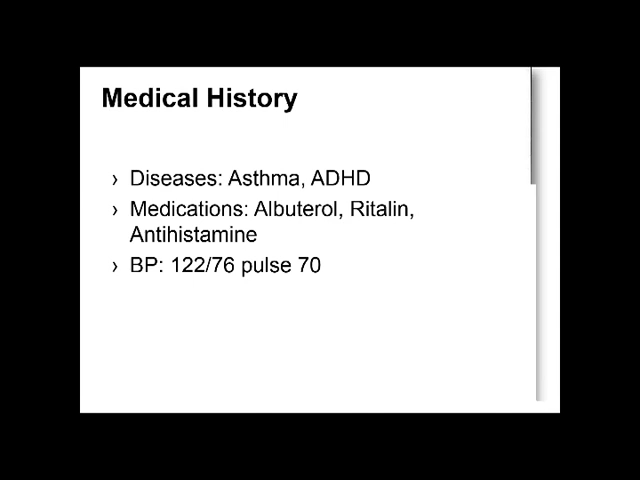 Medical History
› Diseases: Asthma, ADHD
› Medications: Albuterol, Ritalin,
Antihistamine
› BP: 122/76 pulse 70